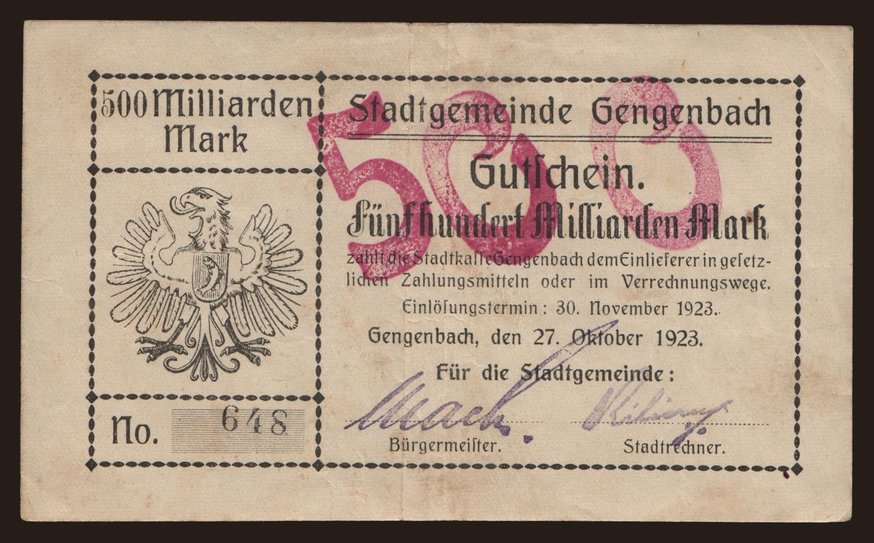 500 Milliarden
Mark
No. 648
Stadtgemeinde Gengenbach
500
Gutschein.
Fünfhundert Milliarden Mark
zahlt die Stadtkasse Gengenbach dem Einlieferer in gesetz-
lichen Zahlungsmitteln oder im Verrechnungswege.
Einlösungstermin: 30. November 1923.
Gengenbach, den 27. Oktober 1923.
Für die Stadtgemeinde:
Bürgermeister. Stadtrechner.